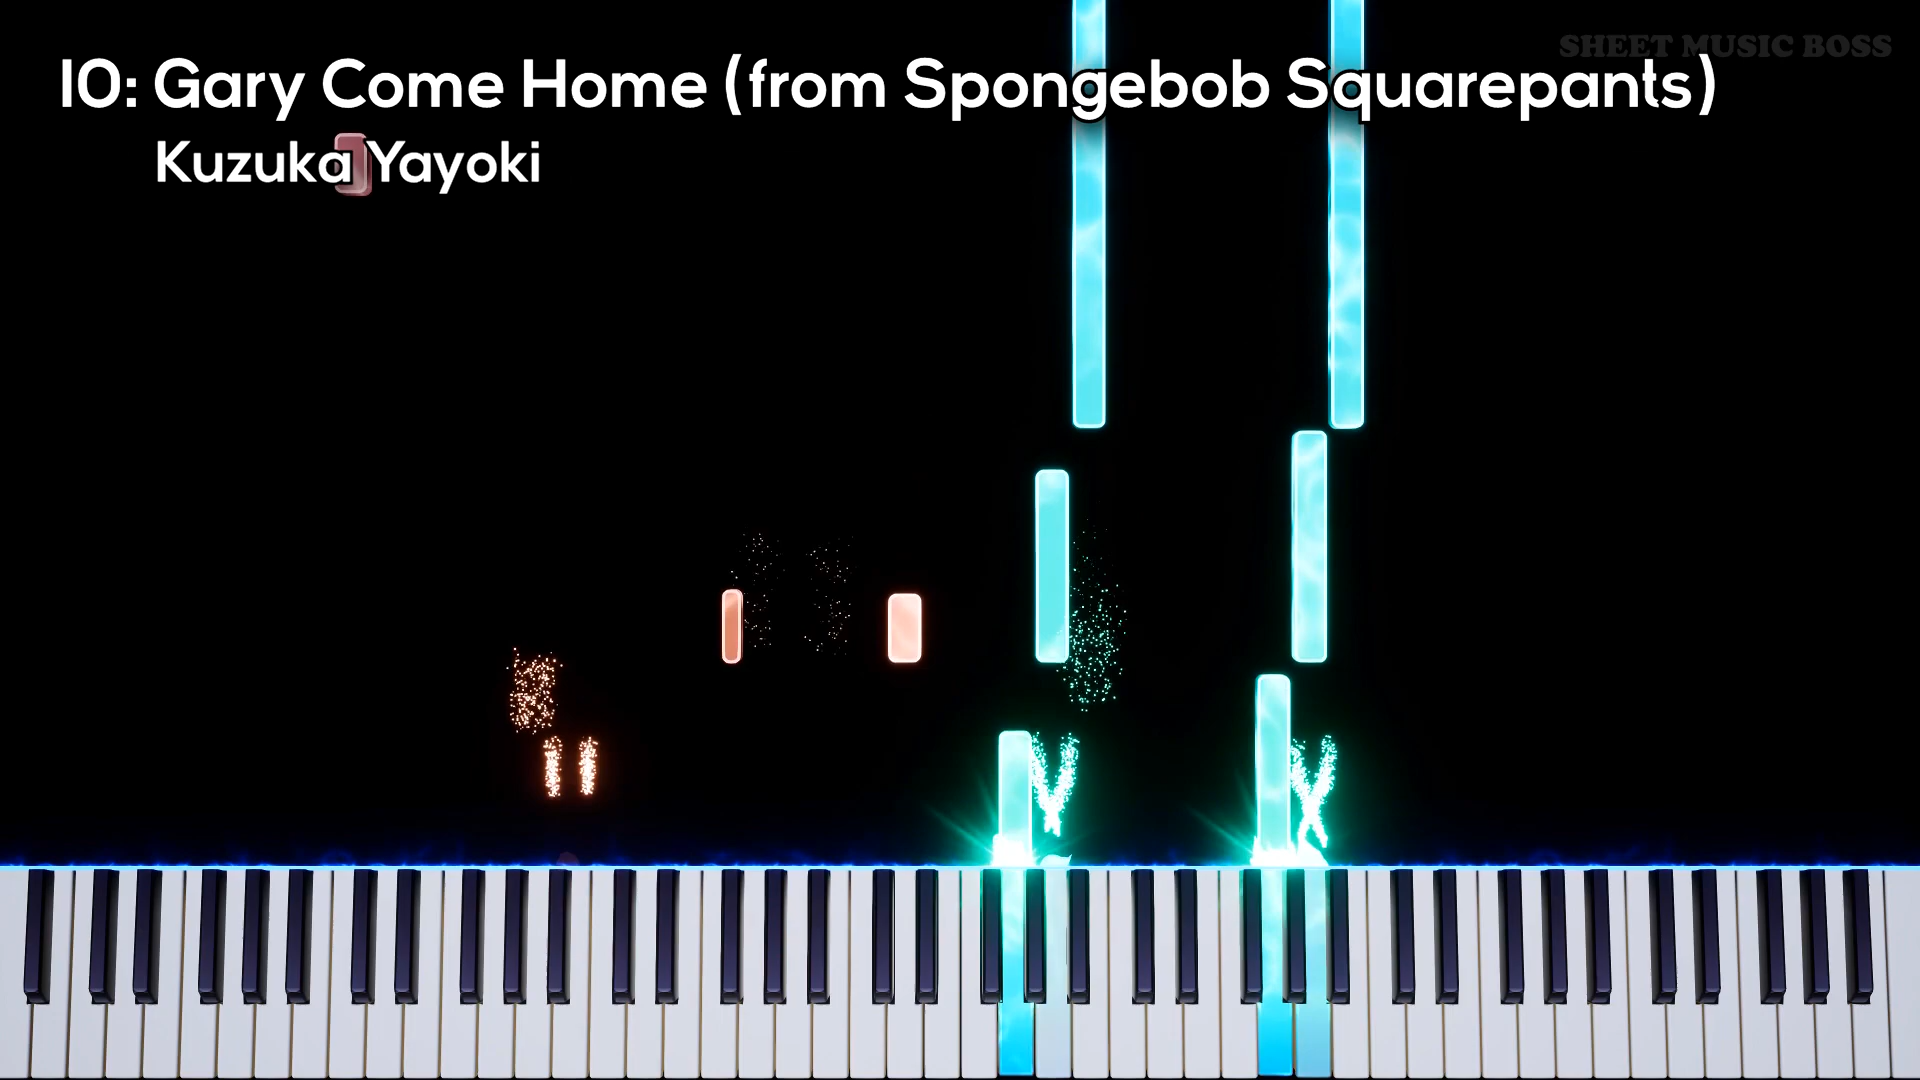 SHEET MUSIC BOSS
10: Gary Come Home (from Spongebob Squarepants)
Kuzuka Yayoki